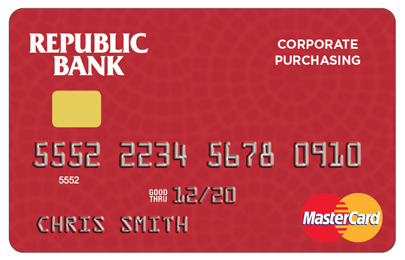 REPUBLIC
BANK
CORPORATE
PURCHASING
5552 2234 5678 0910
5552
GOOD
THRU
12/20
CHRIS SMITH
MasterCard